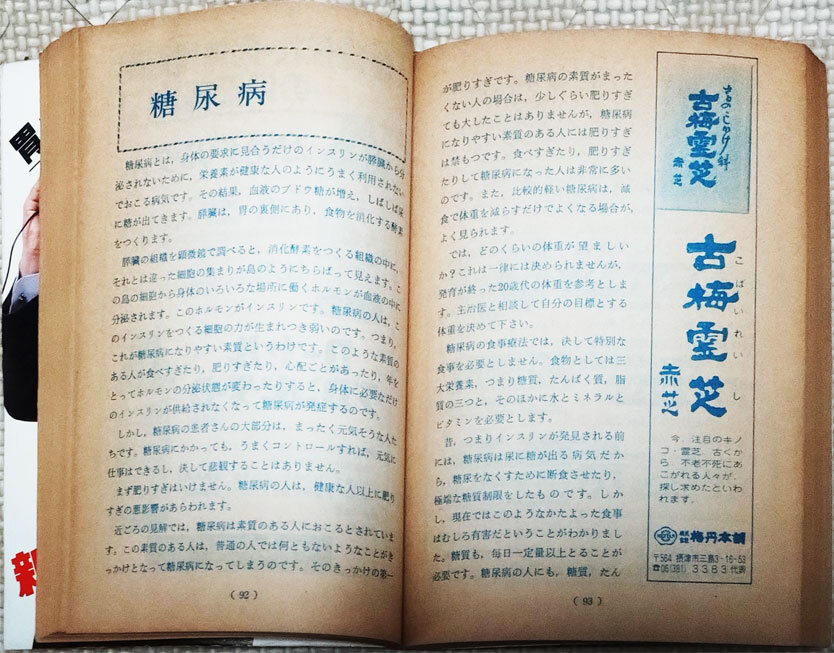 糖尿病
糖尿病とは，身体の要求に見合うだけのインスリンが膵臓から分
泌されないために，栄養素が健康な人のようにうまく利用されない
でおこる病気です。その結果，血液のブドウ糖が増え，しばしば尿
に糖が出てきます。膵臓は，胃の裏側にあり，食物を消化する酵素
をつくります。
膵臓の組織を顕微鏡で調べると，消化酵素をつくる組織の中に，
それとは違った細胞の集まりが島のようにちらばって見えます。こ
の島の細胞から身体のいろいろな場所に働くホルモンが血液の中に
分泌されます。このホルモンがインスリンです。糖尿病の人は，こ
のインスリンをつくる細胞の力が生まれつき弱いのです。つまり，
これが糖尿病になりやすい素質というわけです。このような素質の
ある人が食べすぎたり，肥りすぎたり，心配ごとがあったり，年を
とってホルモンの分泌状態が変わったりすると，身体に必要なだけ
のインスリンが供給されなくなって糖尿病が発症するのです。
しかし，糖尿病の患者さんの大部分は，まったく元気そうな人た
ちです。糖尿病にかかっても，うまくコントロールすれば，元気に
仕事はできるし，決して悲観することはありません。
まず肥りすぎはいけません。糖尿病の人は，健康な人以上に肥り
すぎの悪影響があらわれます。
近ごろの見解では，糖尿病は素質のある人におこるとされていま
す。この素質のある人は，普通の人では何ともないようなことがき
っかけとなって糖尿病になってしまうのです。そのきっかけの第一
(92)
が肥りすぎです。糖尿病の素質がまった
くない人の場合は，少しぐらい肥りすぎ
ても大したことはありませんが，糖尿病
になりやすい素質のある人には肥りすぎ
は禁もつです。食べすぎたり，肥りすぎ
たりして糖尿病になった人は非常に多い
のです。また，比較的軽い糖尿病は，減
食で体重を減らすだけでよくなる場合が，
よく見られます。
では，どのくらいの体重が望ましい
か？これは一律には決められませんが，
発育が終った20歳代の体重を参考としま
す。主治医と相談して自分の目標とする
体重を決めて下さい。
糖尿病の食事療法では，決して特別な
食事を必要としません。食物としては三
大栄養素，つまり糖質，たんぱく質，脂
質の三つと，そのほかに水とミネラルと
ビタミンを必要とします。
昔，つまりインスリンが発見される前
には，糖尿病は尿に糖が出る病気だか
ら，糖尿をなくすために断食させたり，
極端な糖質制限をしたものです。しか
し，現在ではこのようなかたよった食事
はむしろ有害だということがわかりまし
た。糖質も，毎日一定量以上とることが
必要です。糖尿病の人にも，糖質，たん
(93)
古梅霊芝
赤芝
古梅霊芝
こばいれいし
赤芝
今，注目のキノ
コ・霊芝。古くか
ら，不老不死にあ
こがれる人々が，
探し求めたといわ
れます。
株式会社 梅丹本舗
〒564 摂津市三島3-16-53
☎06(381)3383代表